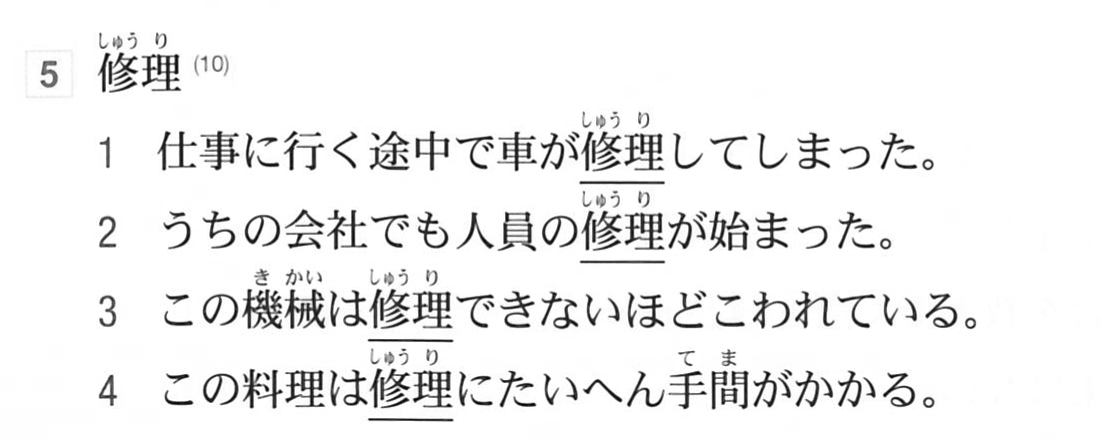 しゅう り
5 修理 (10)
しゅう り
1 仕事に行く途中で車が修理してしまった。
しゅう り
2 うちの会社でも人員の修理が始まった。
き かい しゅう り
3 この機械は修理できないほどこわれている。
しゅう り て ま
4 この料理は修理にたいへん手間がかかる。